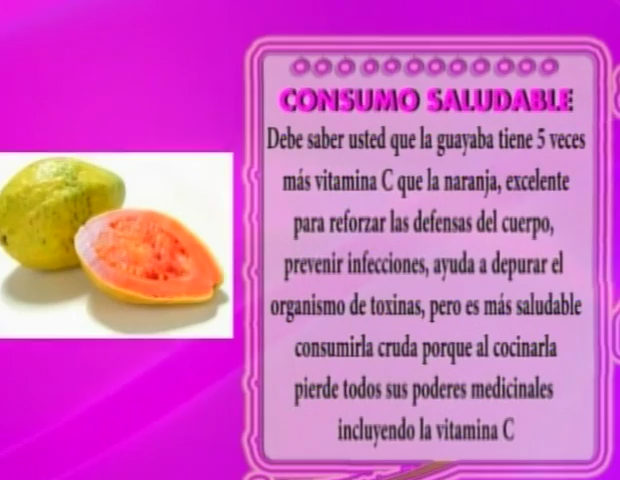 CONSUMO SALUDABLE
Debe saber usted que la guayaba tiene 5 veces
más vitamina C que la naranja, excelente
para reforzar las defensas del cuerpo,
prevenir infecciones, ayuda a depurar el
organismo de toxinas, pero es más saludable
consumirla cruda porque al cocinarla
pierde todos sus poderes medicinales
incluyendo la vitamina C